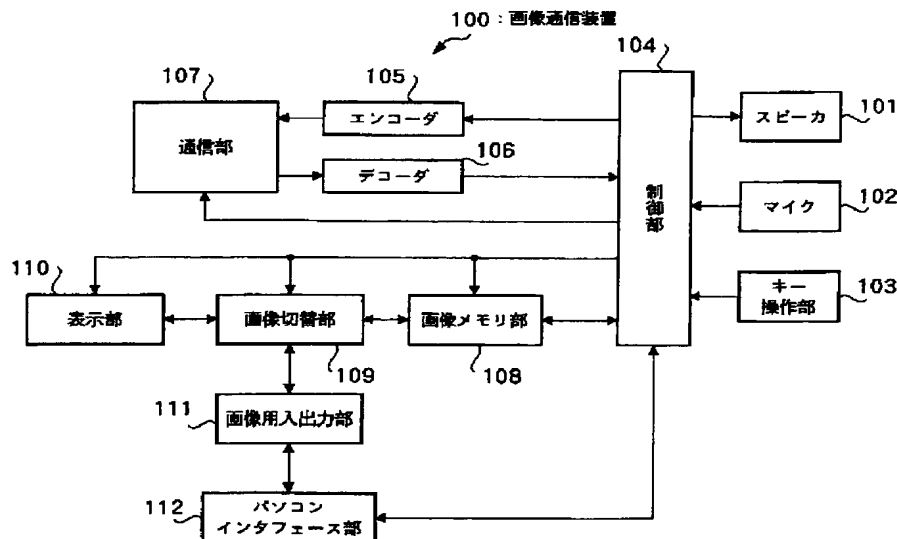 100：画像通信装置
104
107
105
エンコーダ
スピーカ
101
通信部
106
デコーダ
制御部
マイク
102
110
キー
操作部
103
表示部
画像切替部
画像メモリ部
109
108
111
画像用入出力部
112
パソコン
インタフェース部